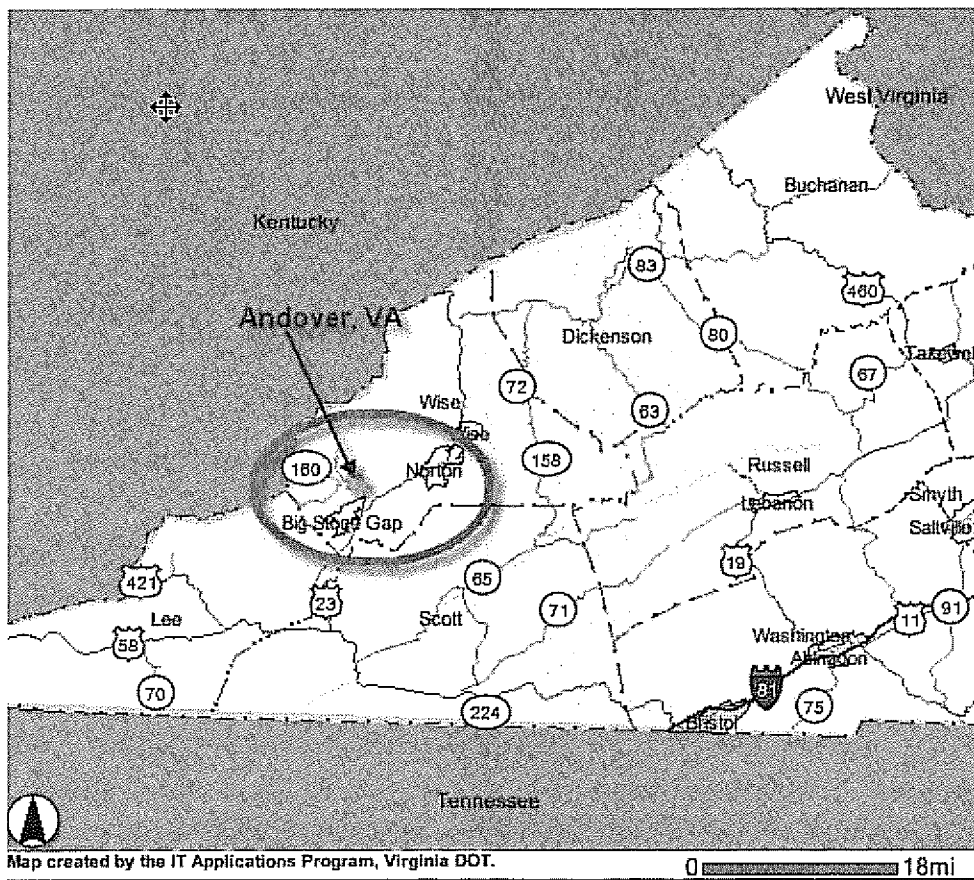 West Virginia
Buchanan
Kentucky
83
460
Andover, VA
Dickenson
80
Tazewell
67
72
Wise
63
Wise
160
Norton
158
Russell
Lebanon
Smyth
Big Stone Gap
Saltville
19
65
421
23
71
91
Lee
Scott
11
58
Washington
Abingdon
70
81
224
75
Bristol
Tennessee
Map created by the IT Applications Program, Virginia DOT.
0 18mi